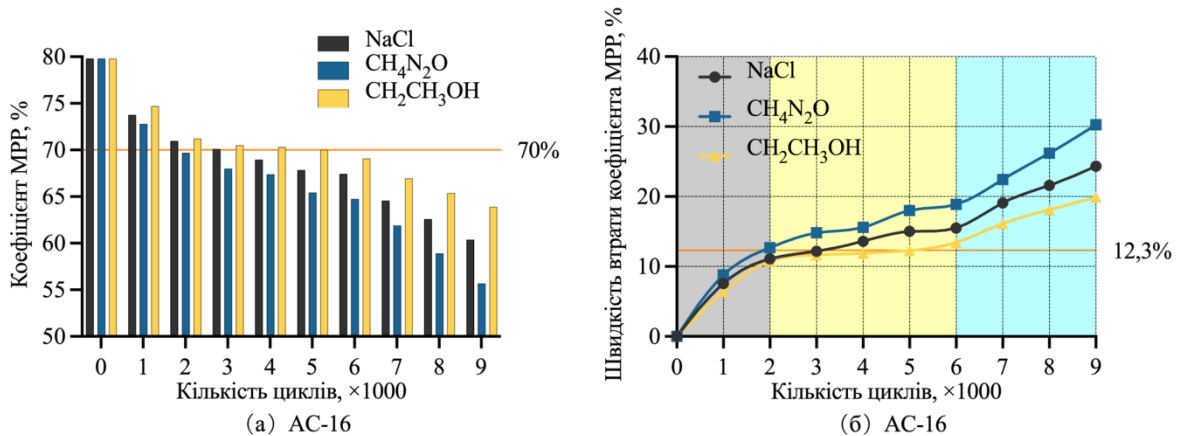 Коефіцієнт МРР, %
80
75
70
65
60
55
50
NaCl
CH₄N₂O
CH₂CH₃OH
70%
0 1 2 3 4 5 6 7 8 9
Кількість циклів, ×1000
(а) АС-16
Швидкість втрати коефіцієнта МРР, %
40
30
20
10
0
NaCl
CH₄N₂O
CH₂CH₃OH
12,3%
0 1 2 3 4 5 6 7 8 9
Кількість циклів, ×1000
(б) АС-16